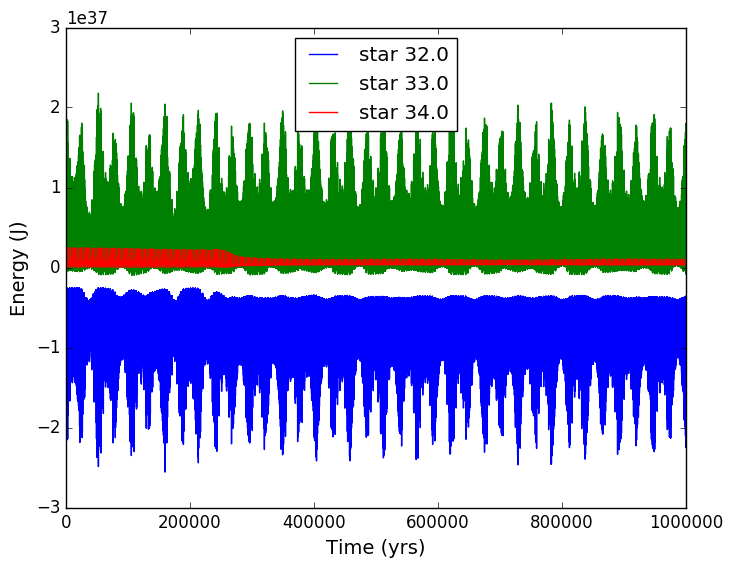 1e37
3
2
1
0
−1
−2
−3
Energy (J)
star 32.0
star 33.0
star 34.0
0 200000 400000 600000 800000 1000000
Time (yrs)